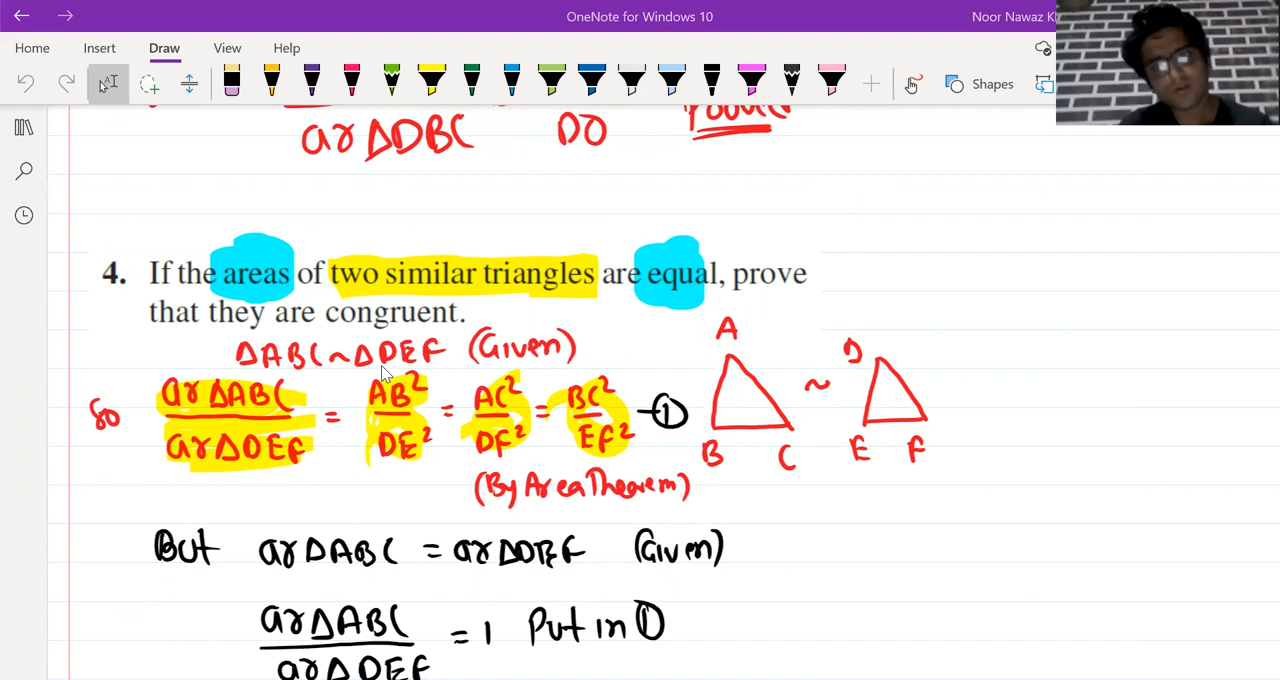 OneNote for Windows 10
Noor Nawaz
Home Insert Draw View Help
Shapes
ar ΔDBC DO
4. If the areas of two similar triangles are equal, prove
that they are congruent.
ΔABC ~ ΔDEF (Given)
So ar ΔABC / ar ΔDEF = AB² / DE² = AC² / DF² = BC² / EF² — ①
(By Area Theorem)
A B C ~ D E F
But ar ΔABC = ar ΔDEF (Given)
ar ΔABC / ar ΔDEF = 1 Put in ①